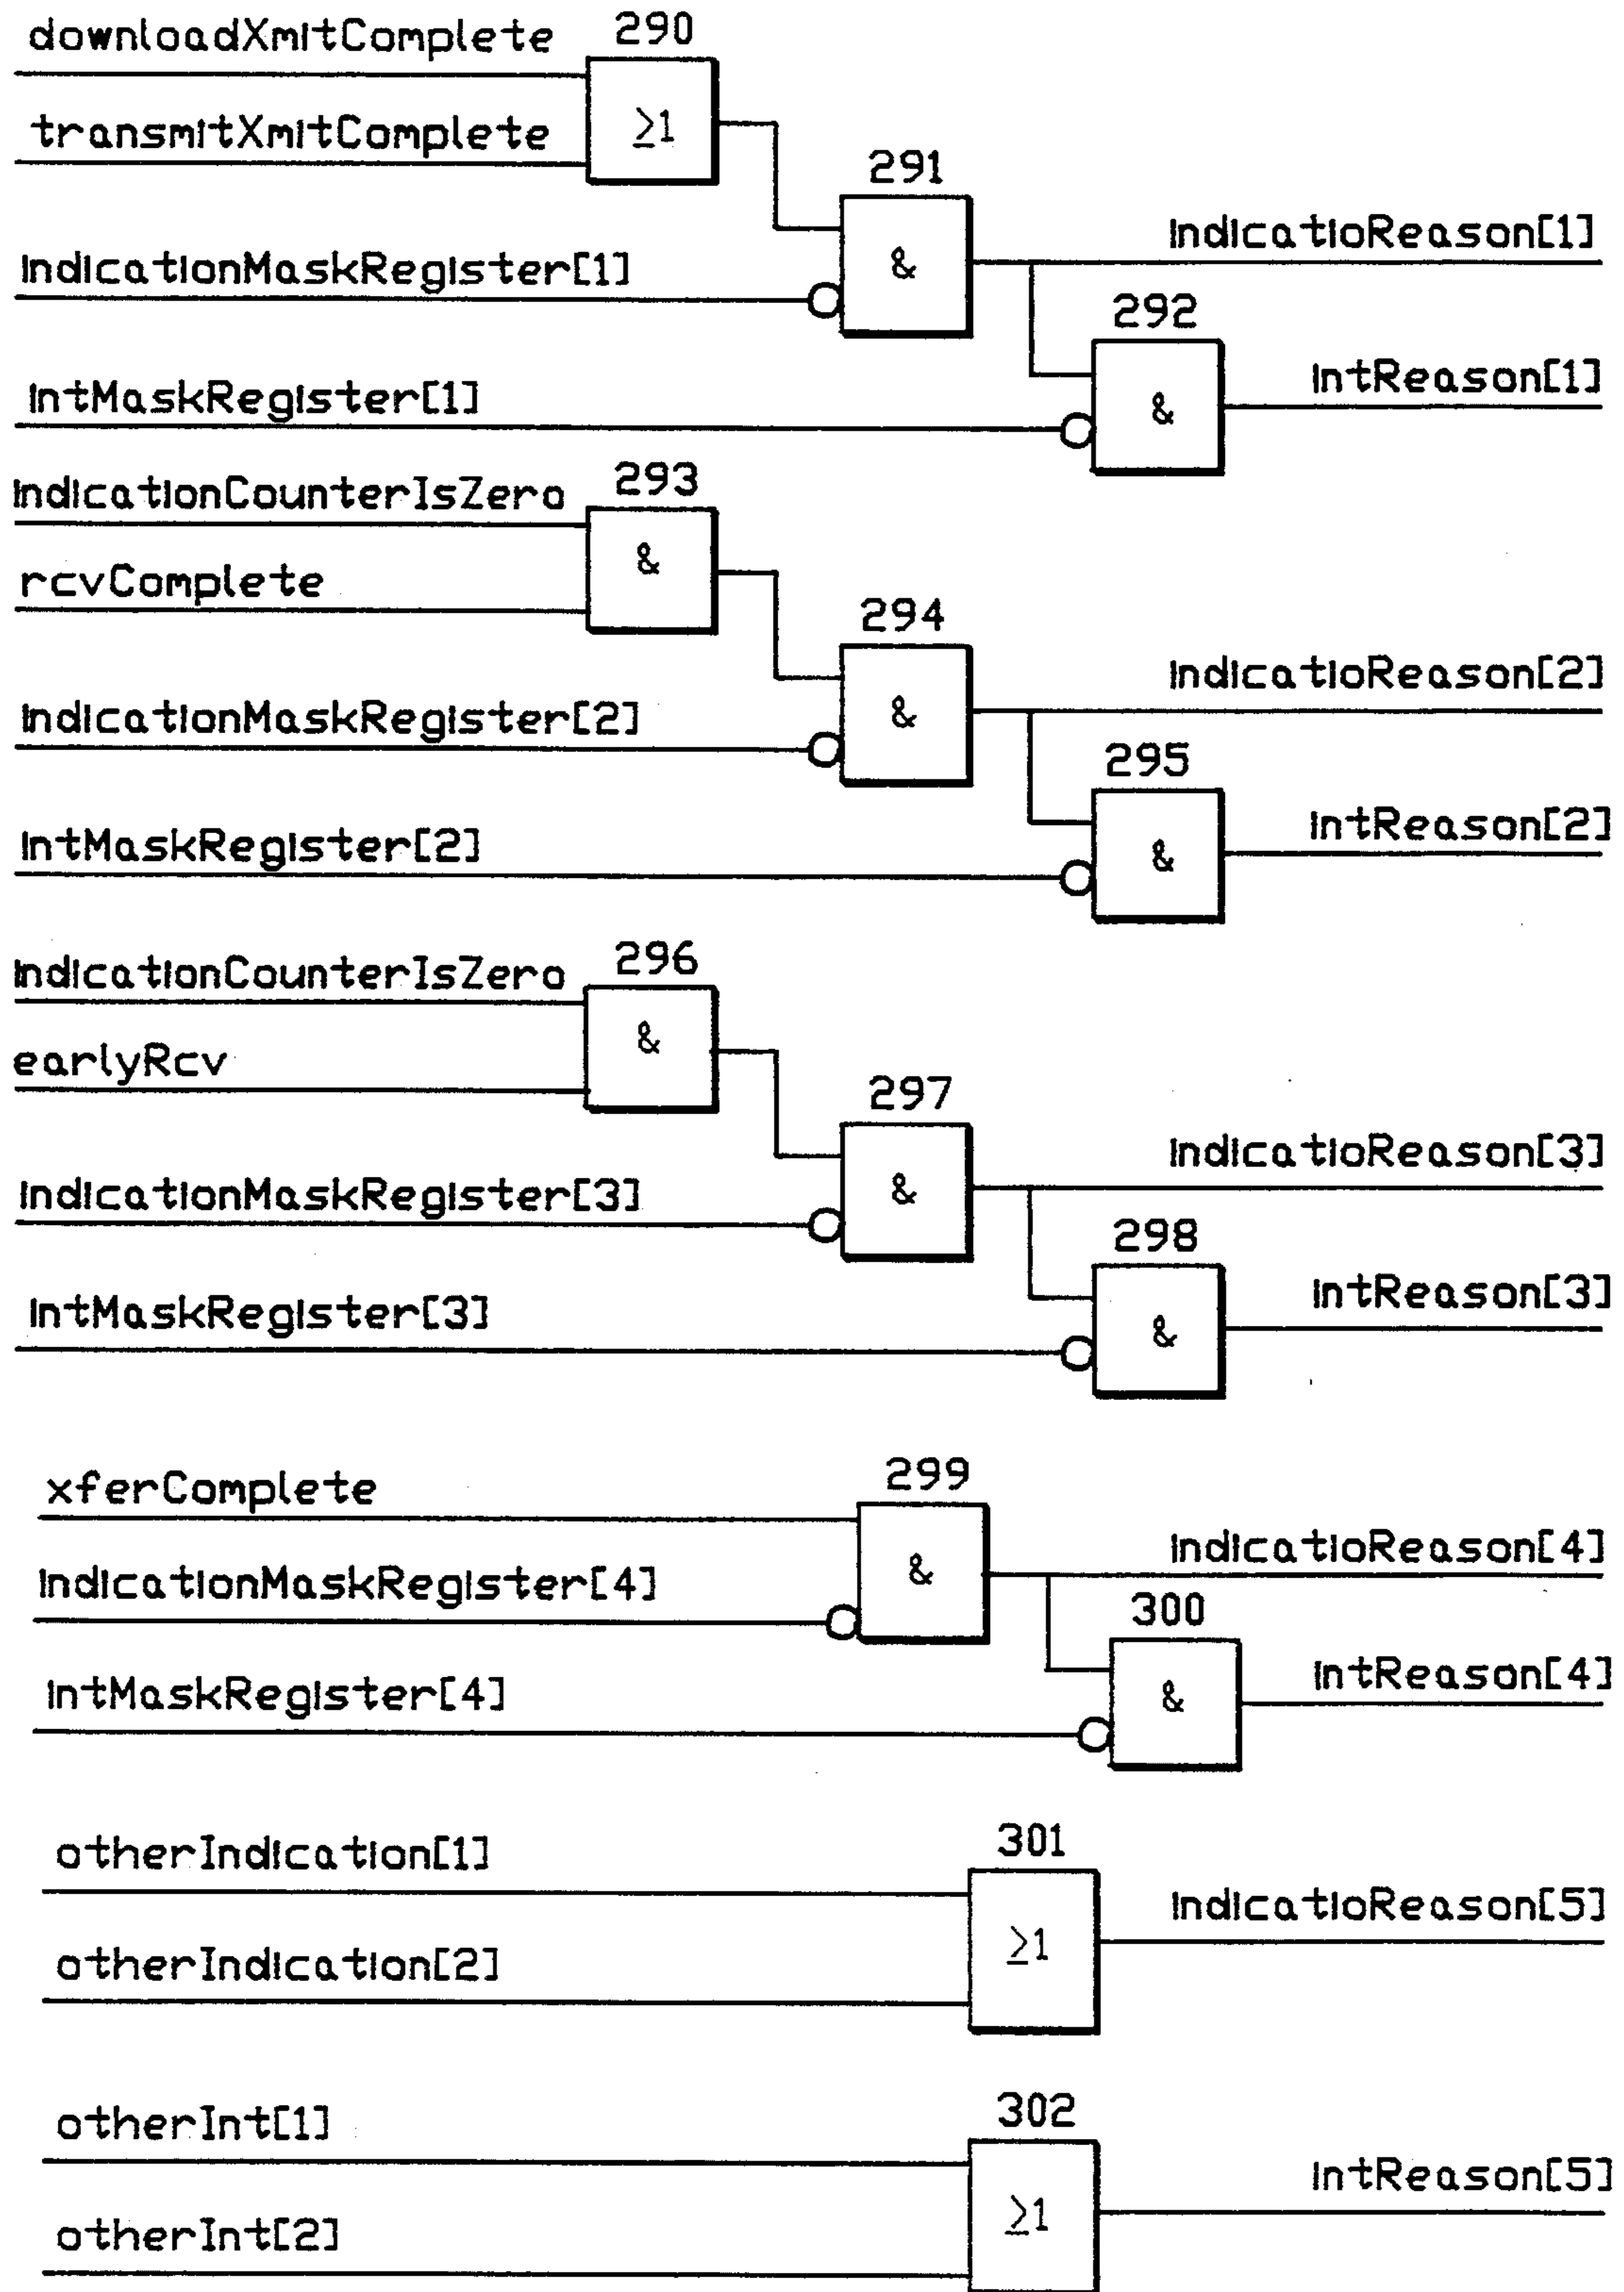 downloadXmitComplete
290
≥1
transmitXmitComplete
291
&
indicatioReason[1]
indicationMaskRegister[1]
292
&
intReason[1]
intMaskRegister[1]
indicationCounterIsZero
293
&
rcvComplete
294
&
indicatioReason[2]
indicationMaskRegister[2]
295
&
intReason[2]
intMaskRegister[2]
indicationCounterIsZero
296
&
earlyRcv
297
&
indicatioReason[3]
indicationMaskRegister[3]
298
&
intReason[3]
intMaskRegister[3]
xferComplete
299
&
indicatioReason[4]
indicationMaskRegister[4]
300
&
intReason[4]
intMaskRegister[4]
otherIndication[1]
301
≥1
indicatioReason[5]
otherIndication[2]
otherInt[1]
302
≥1
intReason[5]
otherInt[2]